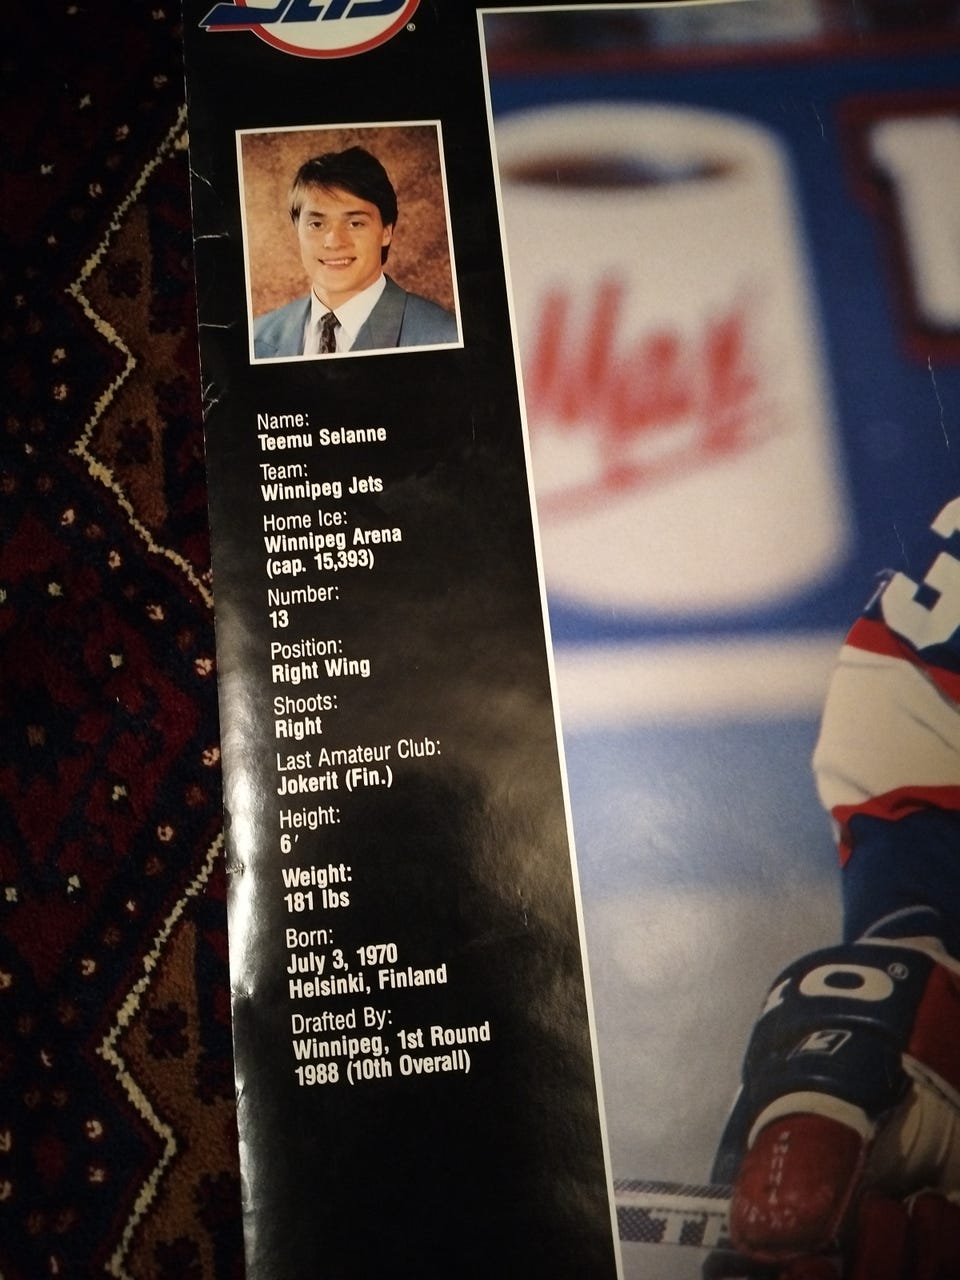 JETS
®
Name:
Teemu Selanne
Team:
Winnipeg Jets
Home Ice:
Winnipeg Arena
(cap. 15,393)
Number:
13
Position:
Right Wing
Shoots:
Right
Last Amateur Club:
Jokerit (Fin.)
Height:
6′
Weight:
181 lbs
Born:
July 3, 1970
Helsinki, Finland
Drafted By:
Winnipeg, 1st Round
1988 (10th Overall)
®